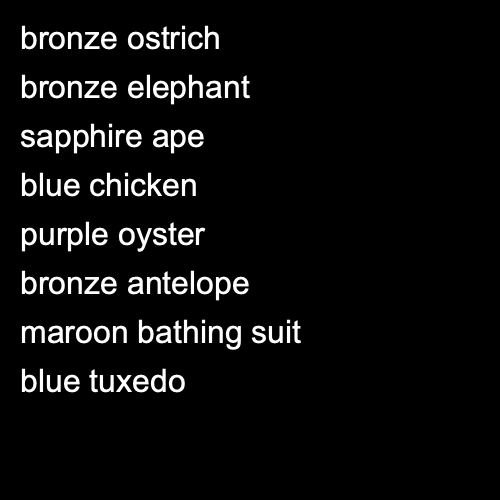 bronze ostrich
bronze elephant
sapphire ape
blue chicken
purple oyster
bronze antelope
maroon bathing suit
blue tuxedo